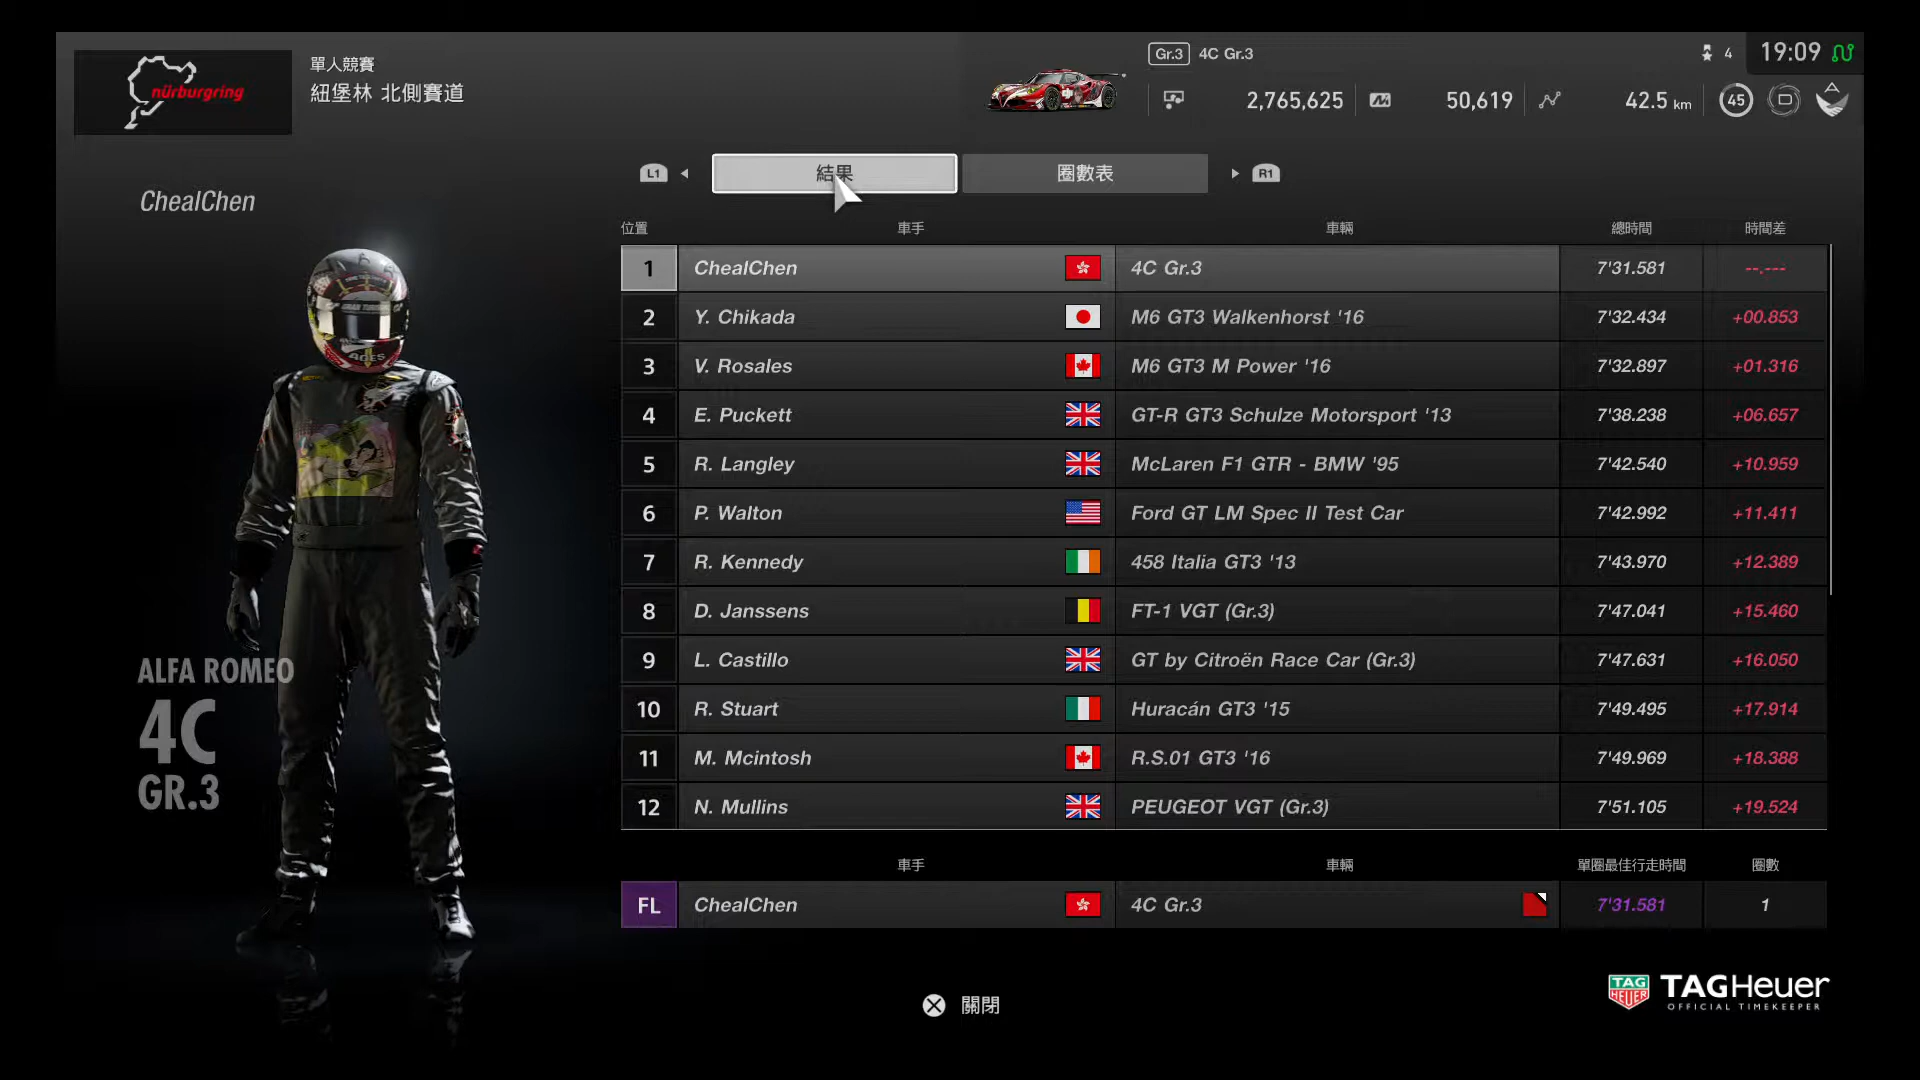 nürburgring
單人競賽
紐堡林 北側賽道
Gr.3 4C Gr.3
4 19:09
2,765,625 50,619 42.5 km 45
L1 結果 圈數表 R1
ChealChen
位置 車手 車輛 總時間 時間差
1 ChealChen 4C Gr.3 7'31.581 --.---
2 Y. Chikada M6 GT3 Walkenhorst '16 7'32.434 +00.853
3 V. Rosales M6 GT3 M Power '16 7'32.897 +01.316
4 E. Puckett GT-R GT3 Schulze Motorsport '13 7'38.238 +06.657
5 R. Langley McLaren F1 GTR - BMW '95 7'42.540 +10.959
6 P. Walton Ford GT LM Spec II Test Car 7'42.992 +11.411
7 R. Kennedy 458 Italia GT3 '13 7'43.970 +12.389
8 D. Janssens FT-1 VGT (Gr.3) 7'47.041 +15.460
9 L. Castillo GT by Citroën Race Car (Gr.3) 7'47.631 +16.050
10 R. Stuart Huracán GT3 '15 7'49.495 +17.914
11 M. Mcintosh R.S.01 GT3 '16 7'49.969 +18.388
12 N. Mullins PEUGEOT VGT (Gr.3) 7'51.105 +19.524
ALFA ROMEO
4C
GR.3
車手 車輛 單圈最佳行走時間 圈數
FL ChealChen 4C Gr.3 7'31.581 1
關閉
TAG HEUER TAGHeuer
OFFICIAL TIMEKEEPER